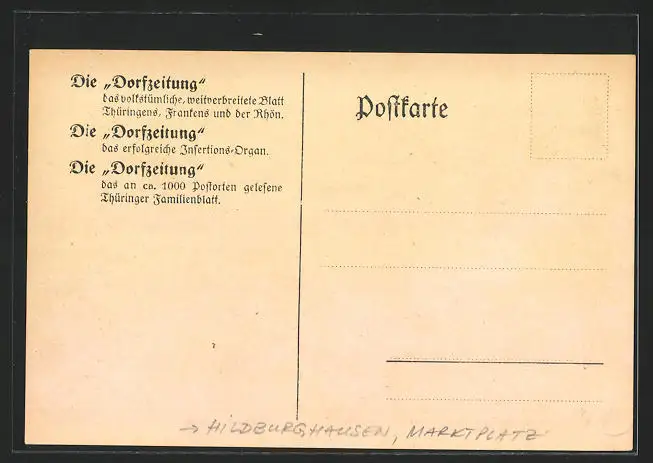 Die „Dorfzeitung“
das volkstümliche, weitverbreitete Blatt
Thüringens, Frankens und der Rhön.
Die „Dorfzeitung“
das erfolgreiche Insertions-Organ.
Die „Dorfzeitung“
das an ca. 1000 Postorten gelesene
Thüringer Familienblatt.
Postkarte
→ HILDBURGHAUSEN, MARKTPLATZ